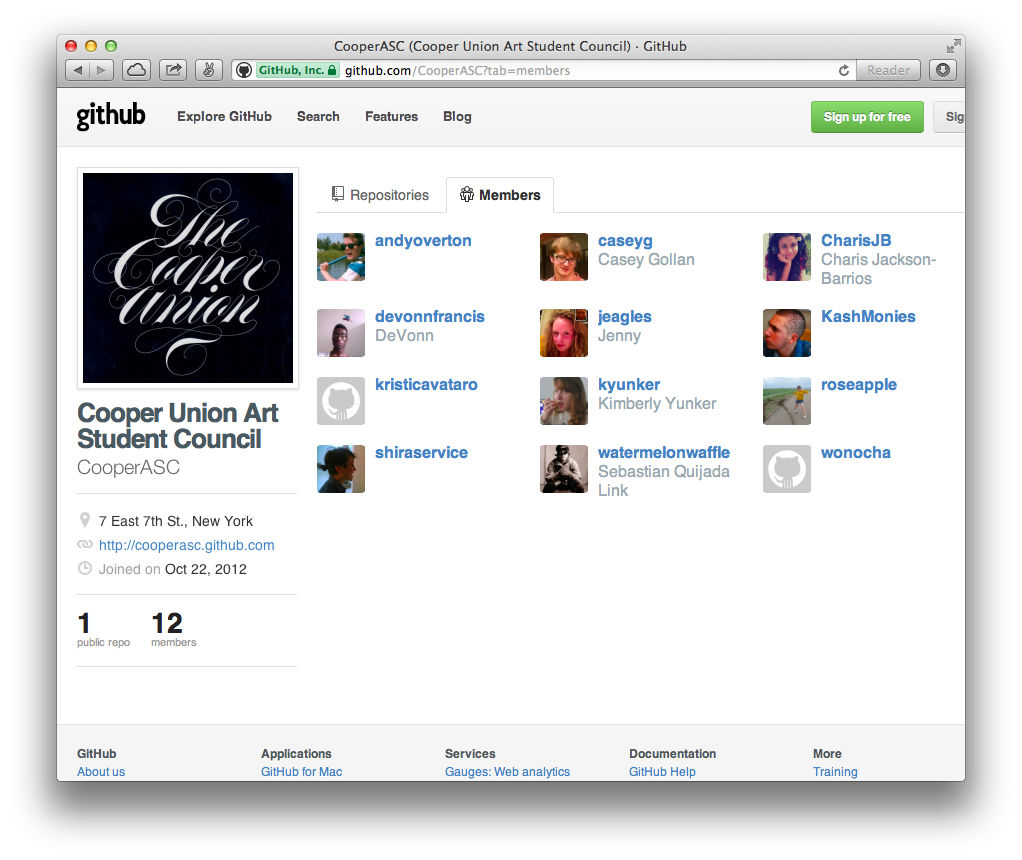 CooperASC (Cooper Union Art Student Council) · GitHub
GitHub, Inc. github.com/CooperASC?tab=members
Reader
github
Explore GitHub
Search
Features
Blog
Sign up for free
Sig
The
Cooper
Union
Cooper Union Art
Student Council
CooperASC
7 East 7th St., New York
http://cooperasc.github.com
Joined on Oct 22, 2012
1
public repo
12
members
Repositories
Members
andyoverton
caseyg
Casey Gollan
CharisJB
Charis Jackson-
Barrios
devonnfrancis
DeVonn
jeagles
Jenny
KashMonies
kristicavataro
kyunker
Kimberly Yunker
roseapple
shiraservice
watermelonwaffle
Sebastian Quijada
Link
wonocha
GitHub
About us
Applications
GitHub for Mac
Services
Gauges: Web analytics
Documentation
GitHub Help
More
Training